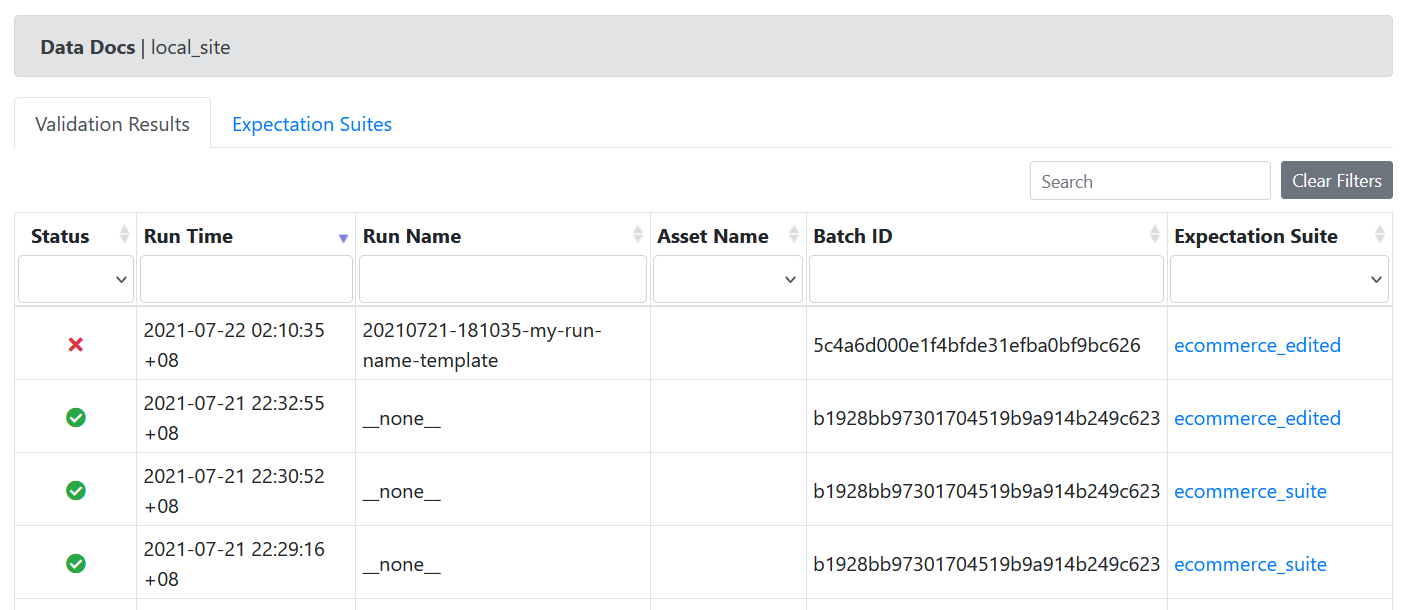 Data Docs | local_site
Validation Results
Expectation Suites
Search
Clear Filters
Status
Run Time
Run Name
Asset Name
Batch ID
Expectation Suite
2021-07-22 02:10:35
+08
20210721-181035-my-run-
name-template
5c4a6d000e1f4bfde31efba0bf9bc626
ecommerce_edited
2021-07-21 22:32:55
+08
__none__
b1928bb97301704519b9a914b249c623
ecommerce_edited
2021-07-21 22:30:52
+08
__none__
b1928bb97301704519b9a914b249c623
ecommerce_suite
2021-07-21 22:29:16
+08
__none__
b1928bb97301704519b9a914b249c623
ecommerce_suite